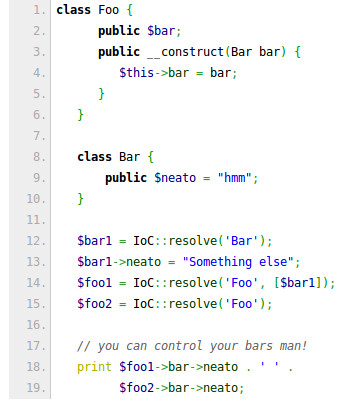 1. class Foo {
2. public $bar;
3. public __construct(Bar bar) {
4. $this->bar = bar;
5. }
6. }
7.
8. class Bar {
9. public $neato = "hmm";
10. }
11.
12. $bar1 = IoC::resolve('Bar');
13. $bar1->neato = "Something else";
14. $foo1 = IoC::resolve('Foo', [$bar1]);
15. $foo2 = IoC::resolve('Foo');
16.
17. // you can control your bars man!
18. print $foo1->bar->neato . ' ' .
19. $foo2->bar->neato;